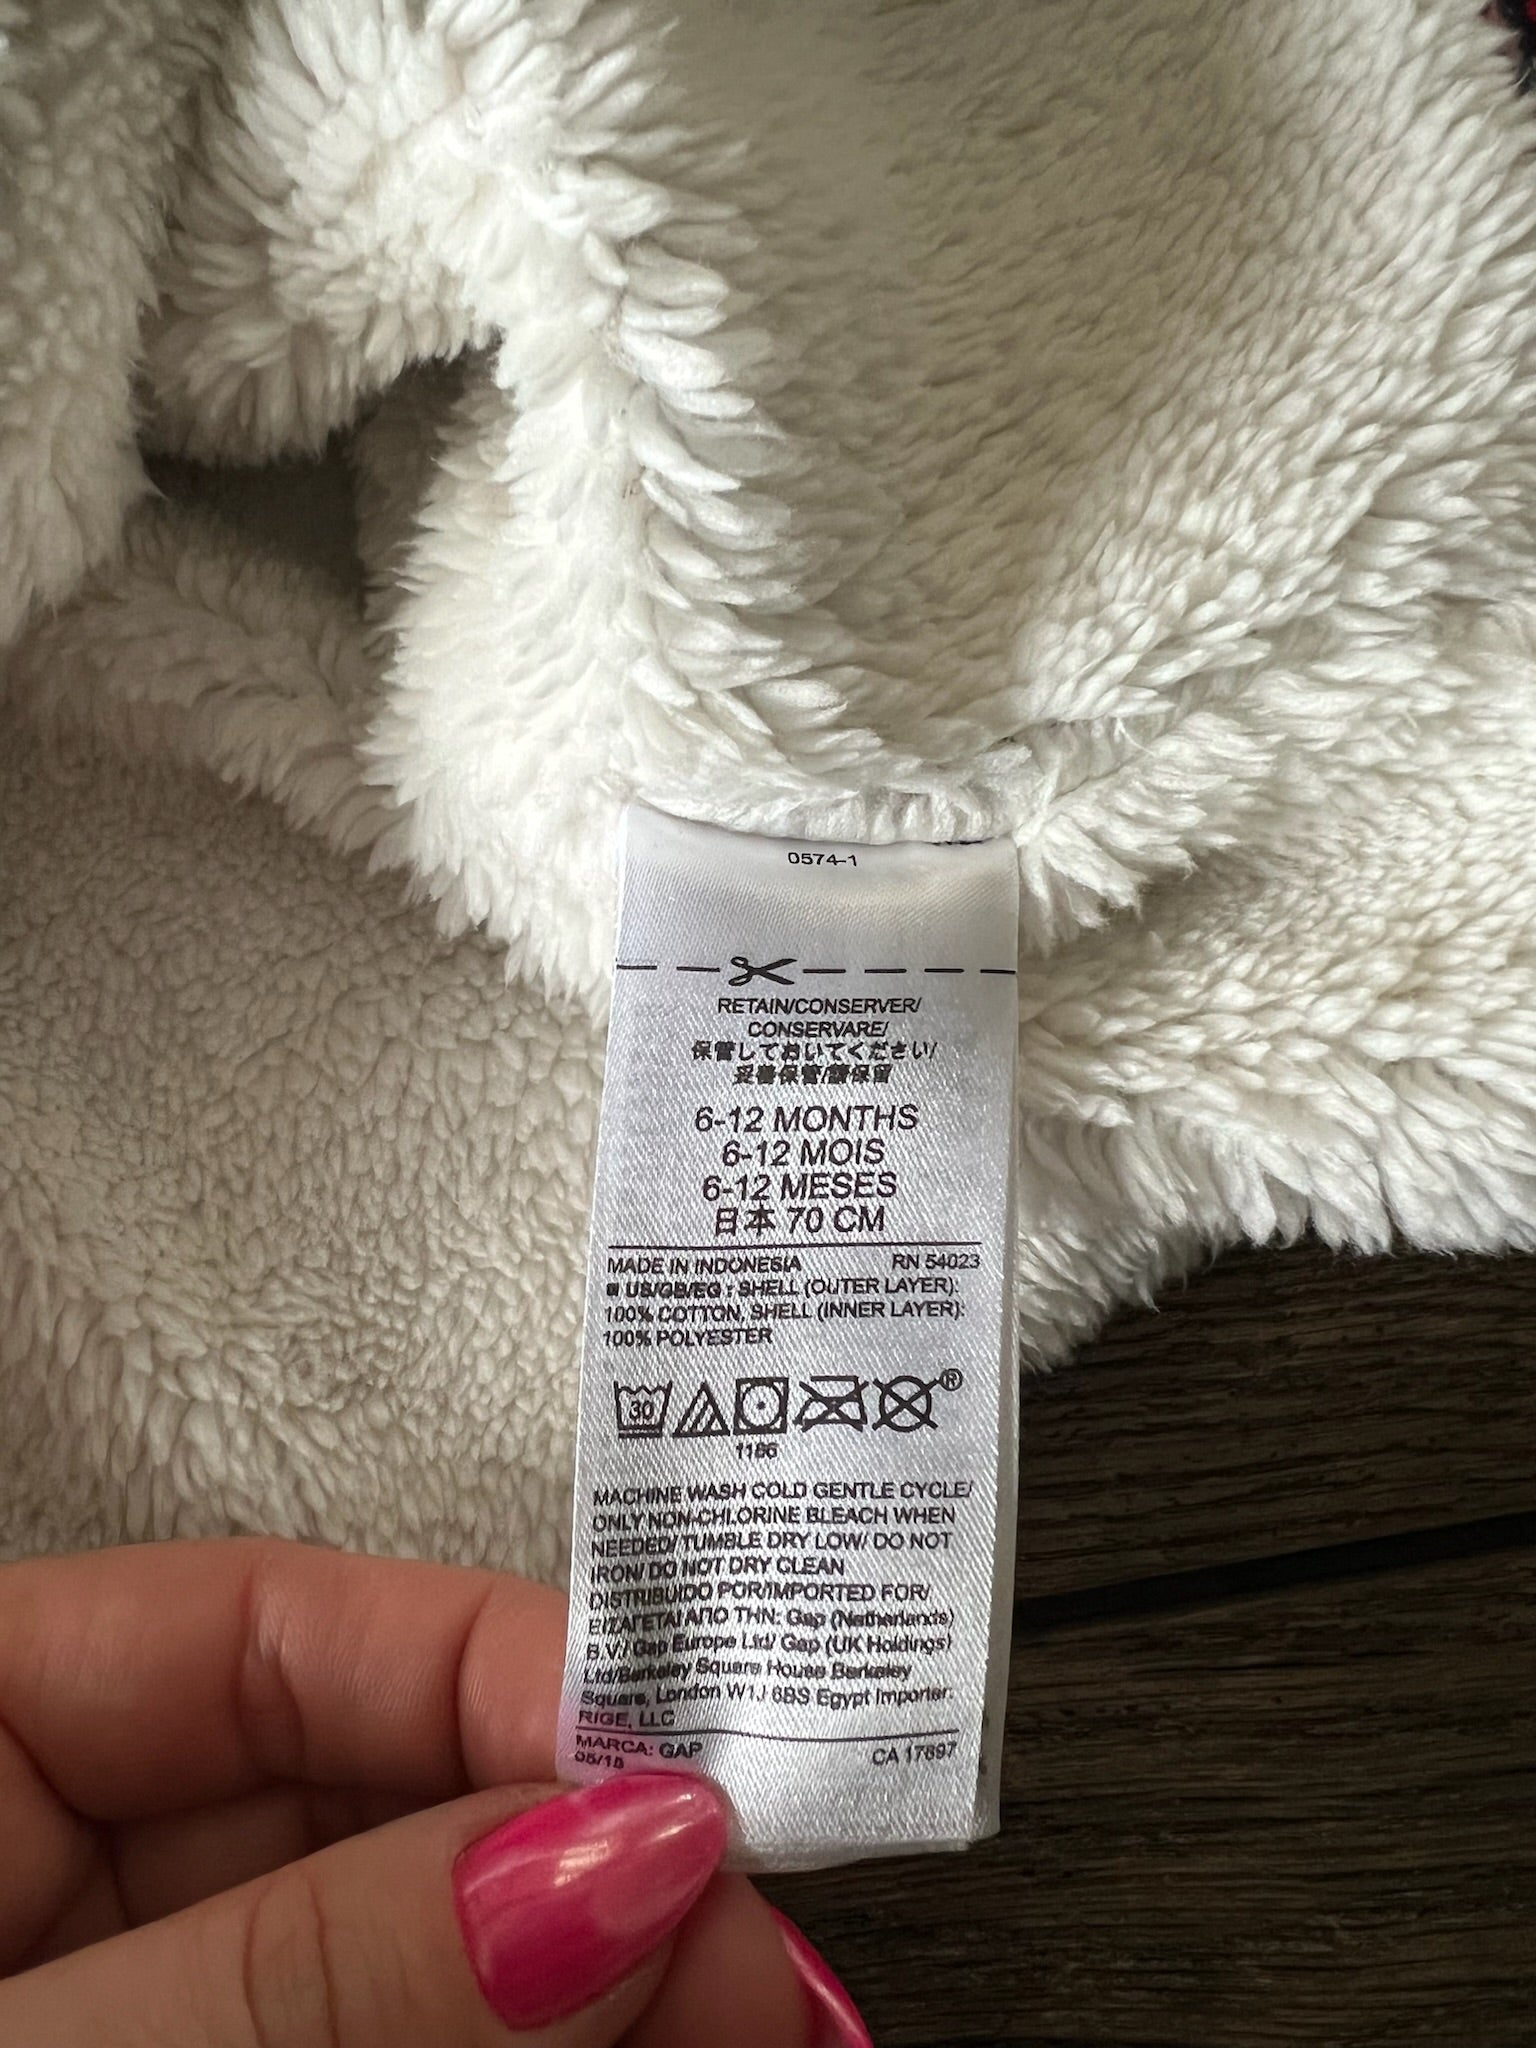 0574-1
RETAIN/CONSERVER/
CONSERVARE/
保管しておいてください/
妥善保管/請保留
6-12 MONTHS
6-12 MOIS
6-12 MESES
日本 70 CM
MADE IN INDONESIA RN 54023
US/GB/EG : SHELL (OUTER LAYER):
100% COTTON, SHELL (INNER LAYER):
100% POLYESTER
30
®
1166
MACHINE WASH COLD GENTLE CYCLE/
ONLY NON-CHLORINE BLEACH WHEN
NEEDED/ TUMBLE DRY LOW/ DO NOT
IRON/ DO NOT DRY CLEAN
DISTRIBUIDO POR/IMPORTED FOR/
ΕΙΣΑΓΕΤΑΙ ΑΠΟ ΤΗΝ: Gap (Netherlands)
B.V./ Gap Europe Ltd/ Gap (UK Holdings)
Ltd/Berkeley Square House Berkeley
Square, London W1J 6BS Egypt Importer:
RIGE, LLC
MARCA: GAP CA 17897